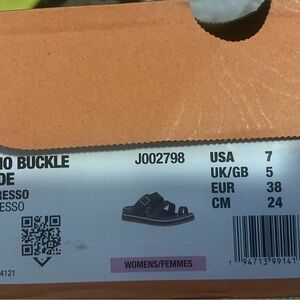 IO BUCKLE
DE
RESSO
ESSO
J002798
USA 7
UK/GB 5
EUR 38
CM 24
WOMENS/FEMMES
4121
1 94713 99141